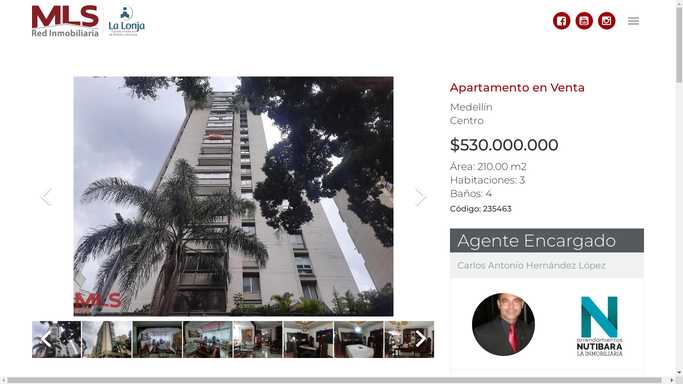 MLS
Red Inmobiliaria
La Lonja
Apartamento en Venta
Medellín
Centro
$530.000.000
Área: 210.00 m2
Habitaciones: 3
Baños: 4
Código: 235463
MLS
Agente Encargado
Carlos Antonio Hernández López
N
arrendamientos
NUTIBARA
LA INMOBILIARIA